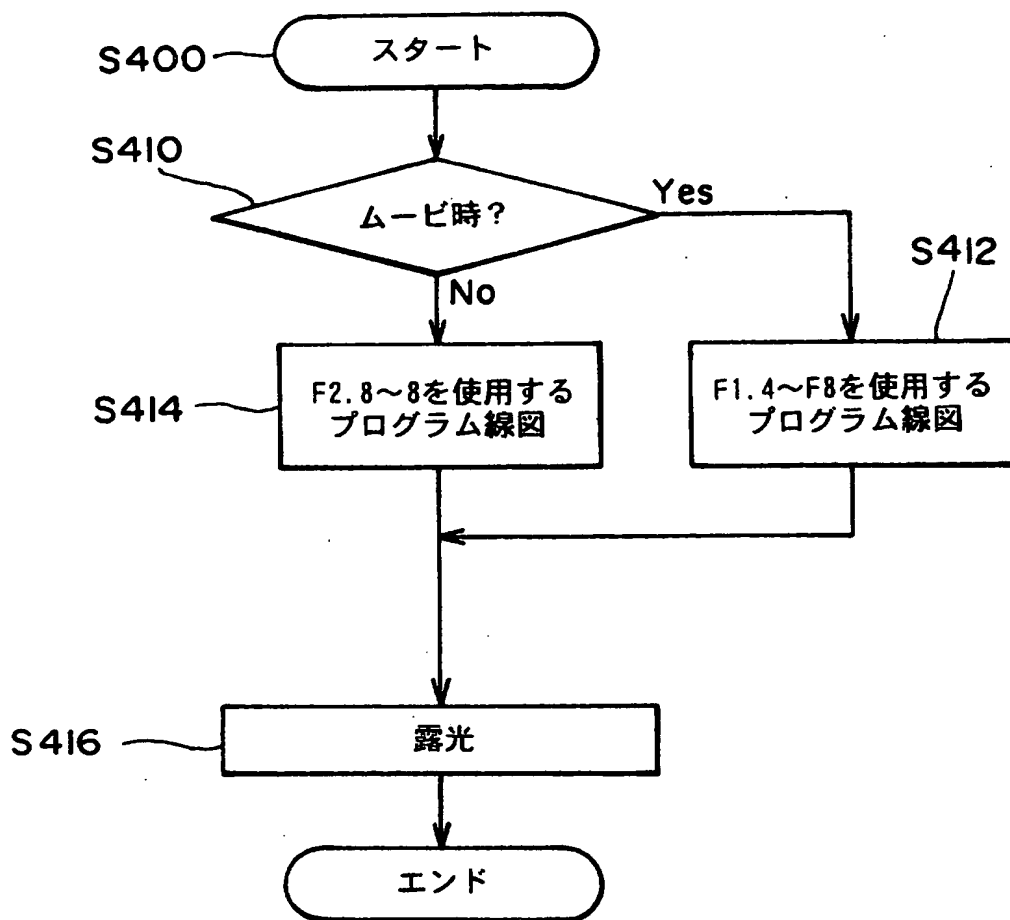 S400
スタート
S410
ムービ時?
Yes
No
S412
S414
F2.8〜8を使用する
プログラム線図
F1.4〜F8を使用する
プログラム線図
S416
露光
エンド